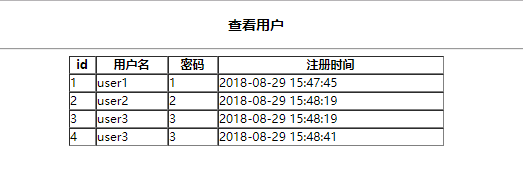 查看用户
id 用户名 密码 注册时间
1 user1 1 2018-08-29 15:47:45
2 user2 2 2018-08-29 15:48:19
3 user3 3 2018-08-29 15:48:19
4 user3 3 2018-08-29 15:48:41